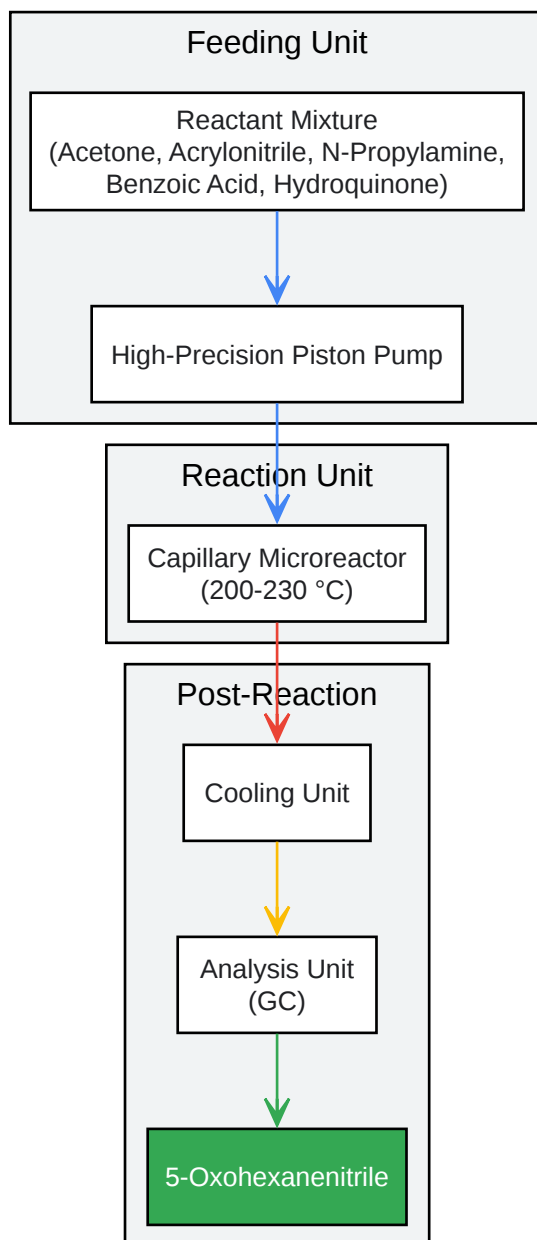 Feeding Unit
Reactant Mixture
(Acetone, Acrylonitrile, N-Propylamine,
Benzoic Acid, Hydroquinone)
High-Precision Piston Pump
Reaction Unit
Capillary Microreactor
(200-230 °C)
Post-Reaction
Cooling Unit
Analysis Unit
(GC)
5-Oxohexanenitrile